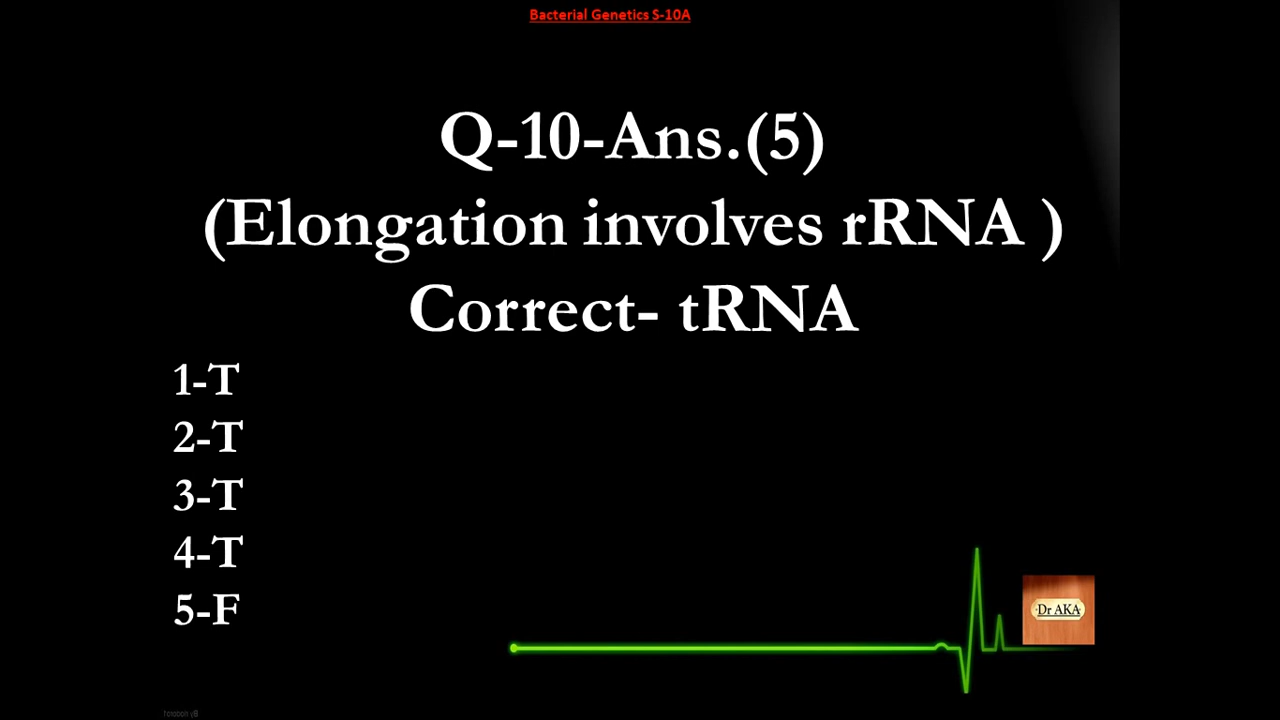 Bacterial Genetics S-10A
Q-10-Ans.(5)
(Elongation involves rRNA )
Correct- tRNA
1-T
2-T
3-T
4-T
5-F
Dr AKA